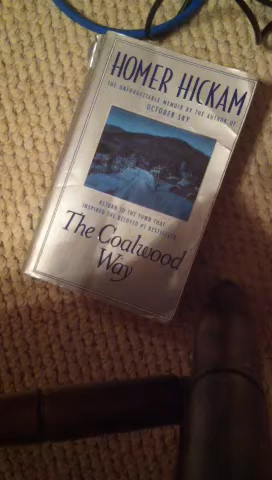 HOMER HICKAM
THE UNFORGETTABLE MEMOIR BY THE AUTHOR OF
OCTOBER SKY
RETURN TO THE TOWN THAT
INSPIRED THE BELOVED #1 BESTSELLER
The Coalwood
Way